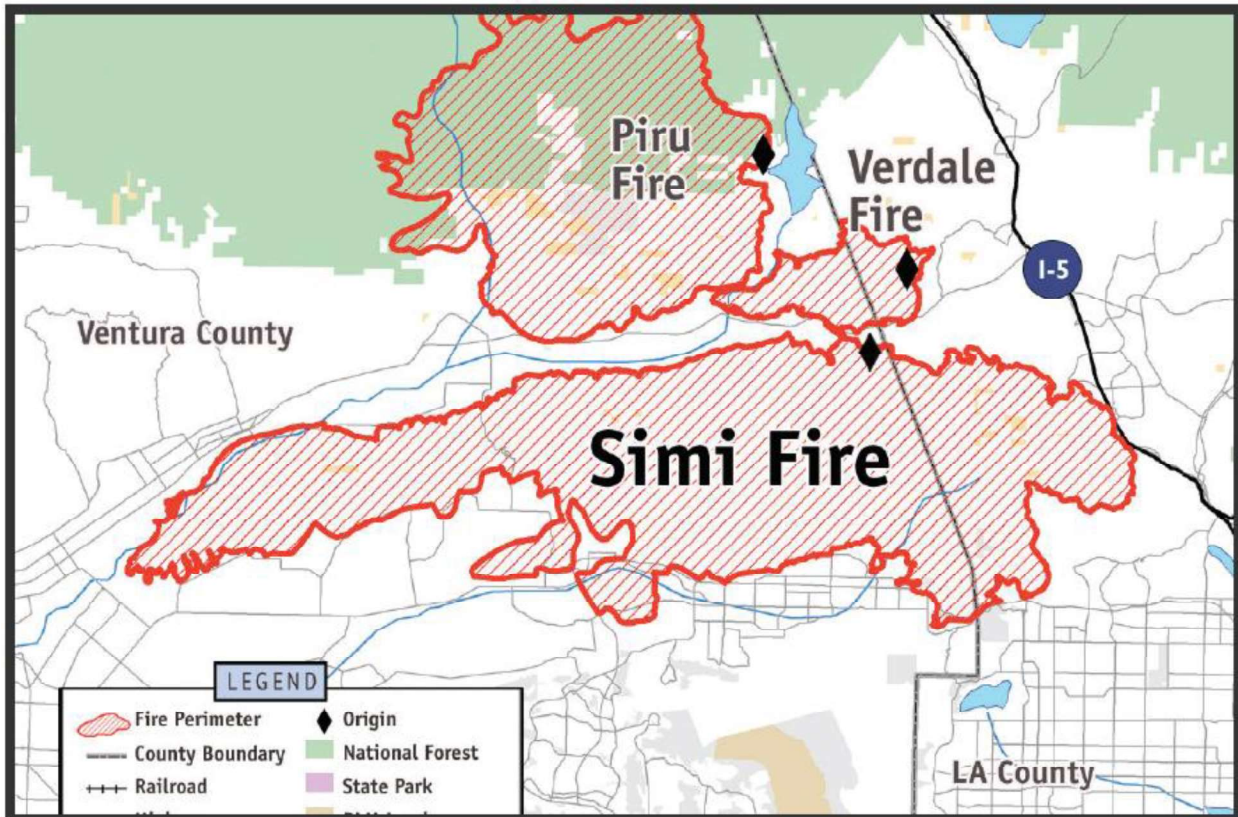 Piru
Fire
Verdale
Fire
I-5
Ventura County
Simi Fire
LEGEND
Fire Perimeter
Origin
County Boundary
National Forest
Railroad
State Park
LA County